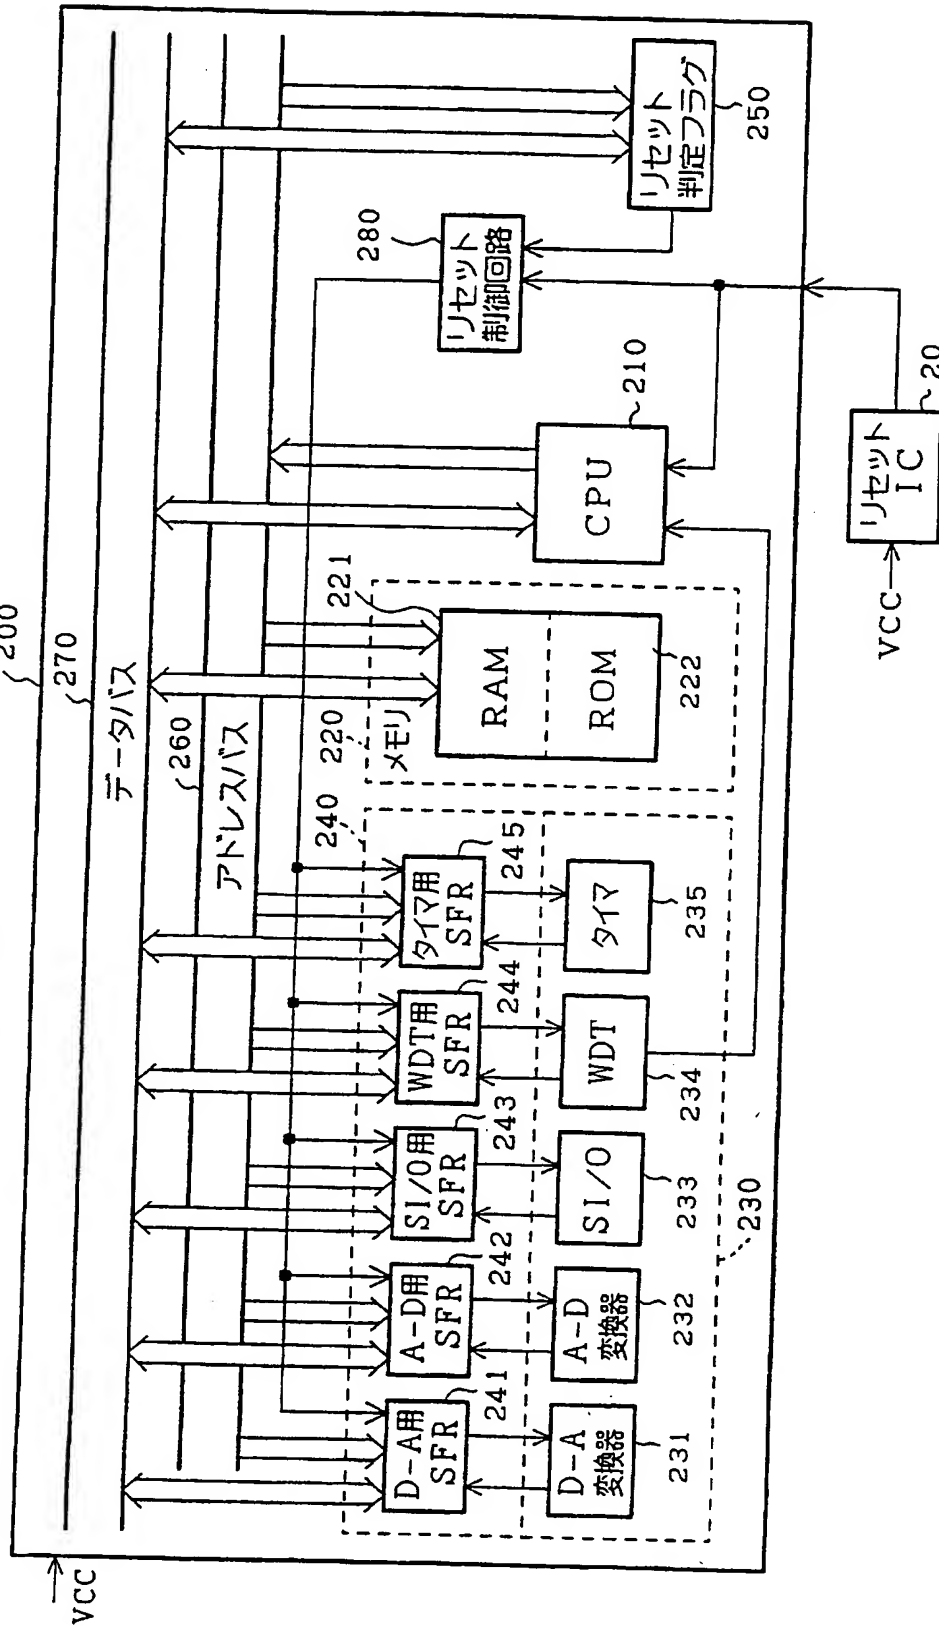 200
270
データバス
260
アドレスバス
VCC
240
220
メモリ
221
RAM
ROM
222
CPU
210
280
リセット
制御回路
リセット
判定フラグ
250
D-A用
SFR
241
A-D用
SFR
242
SI/O用
SFR
243
WDT用
SFR
244
タイマ用
SFR
245
D-A
変換器
231
A-D
変換器
232
SI/O
233
WDT
234
タイマ
235
230
VCC
リセット
IC
20